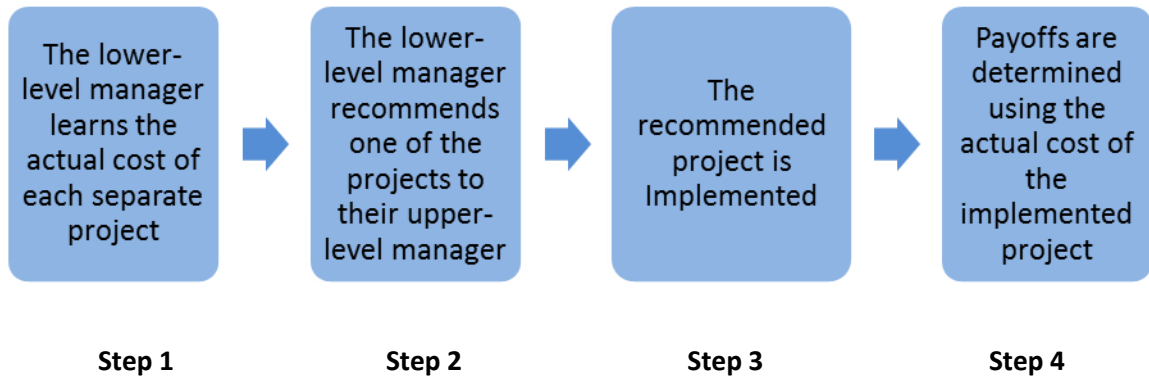 The lower-
level manager
learns the
actual cost of
each separate
project
The lower-
level manager
recommends
one of the
projects to
their upper-
level manager
The
recommended
project is
Implemented
Payoffs are
determined
using the
actual cost of
the
implemented
project
Step 1
Step 2
Step 3
Step 4